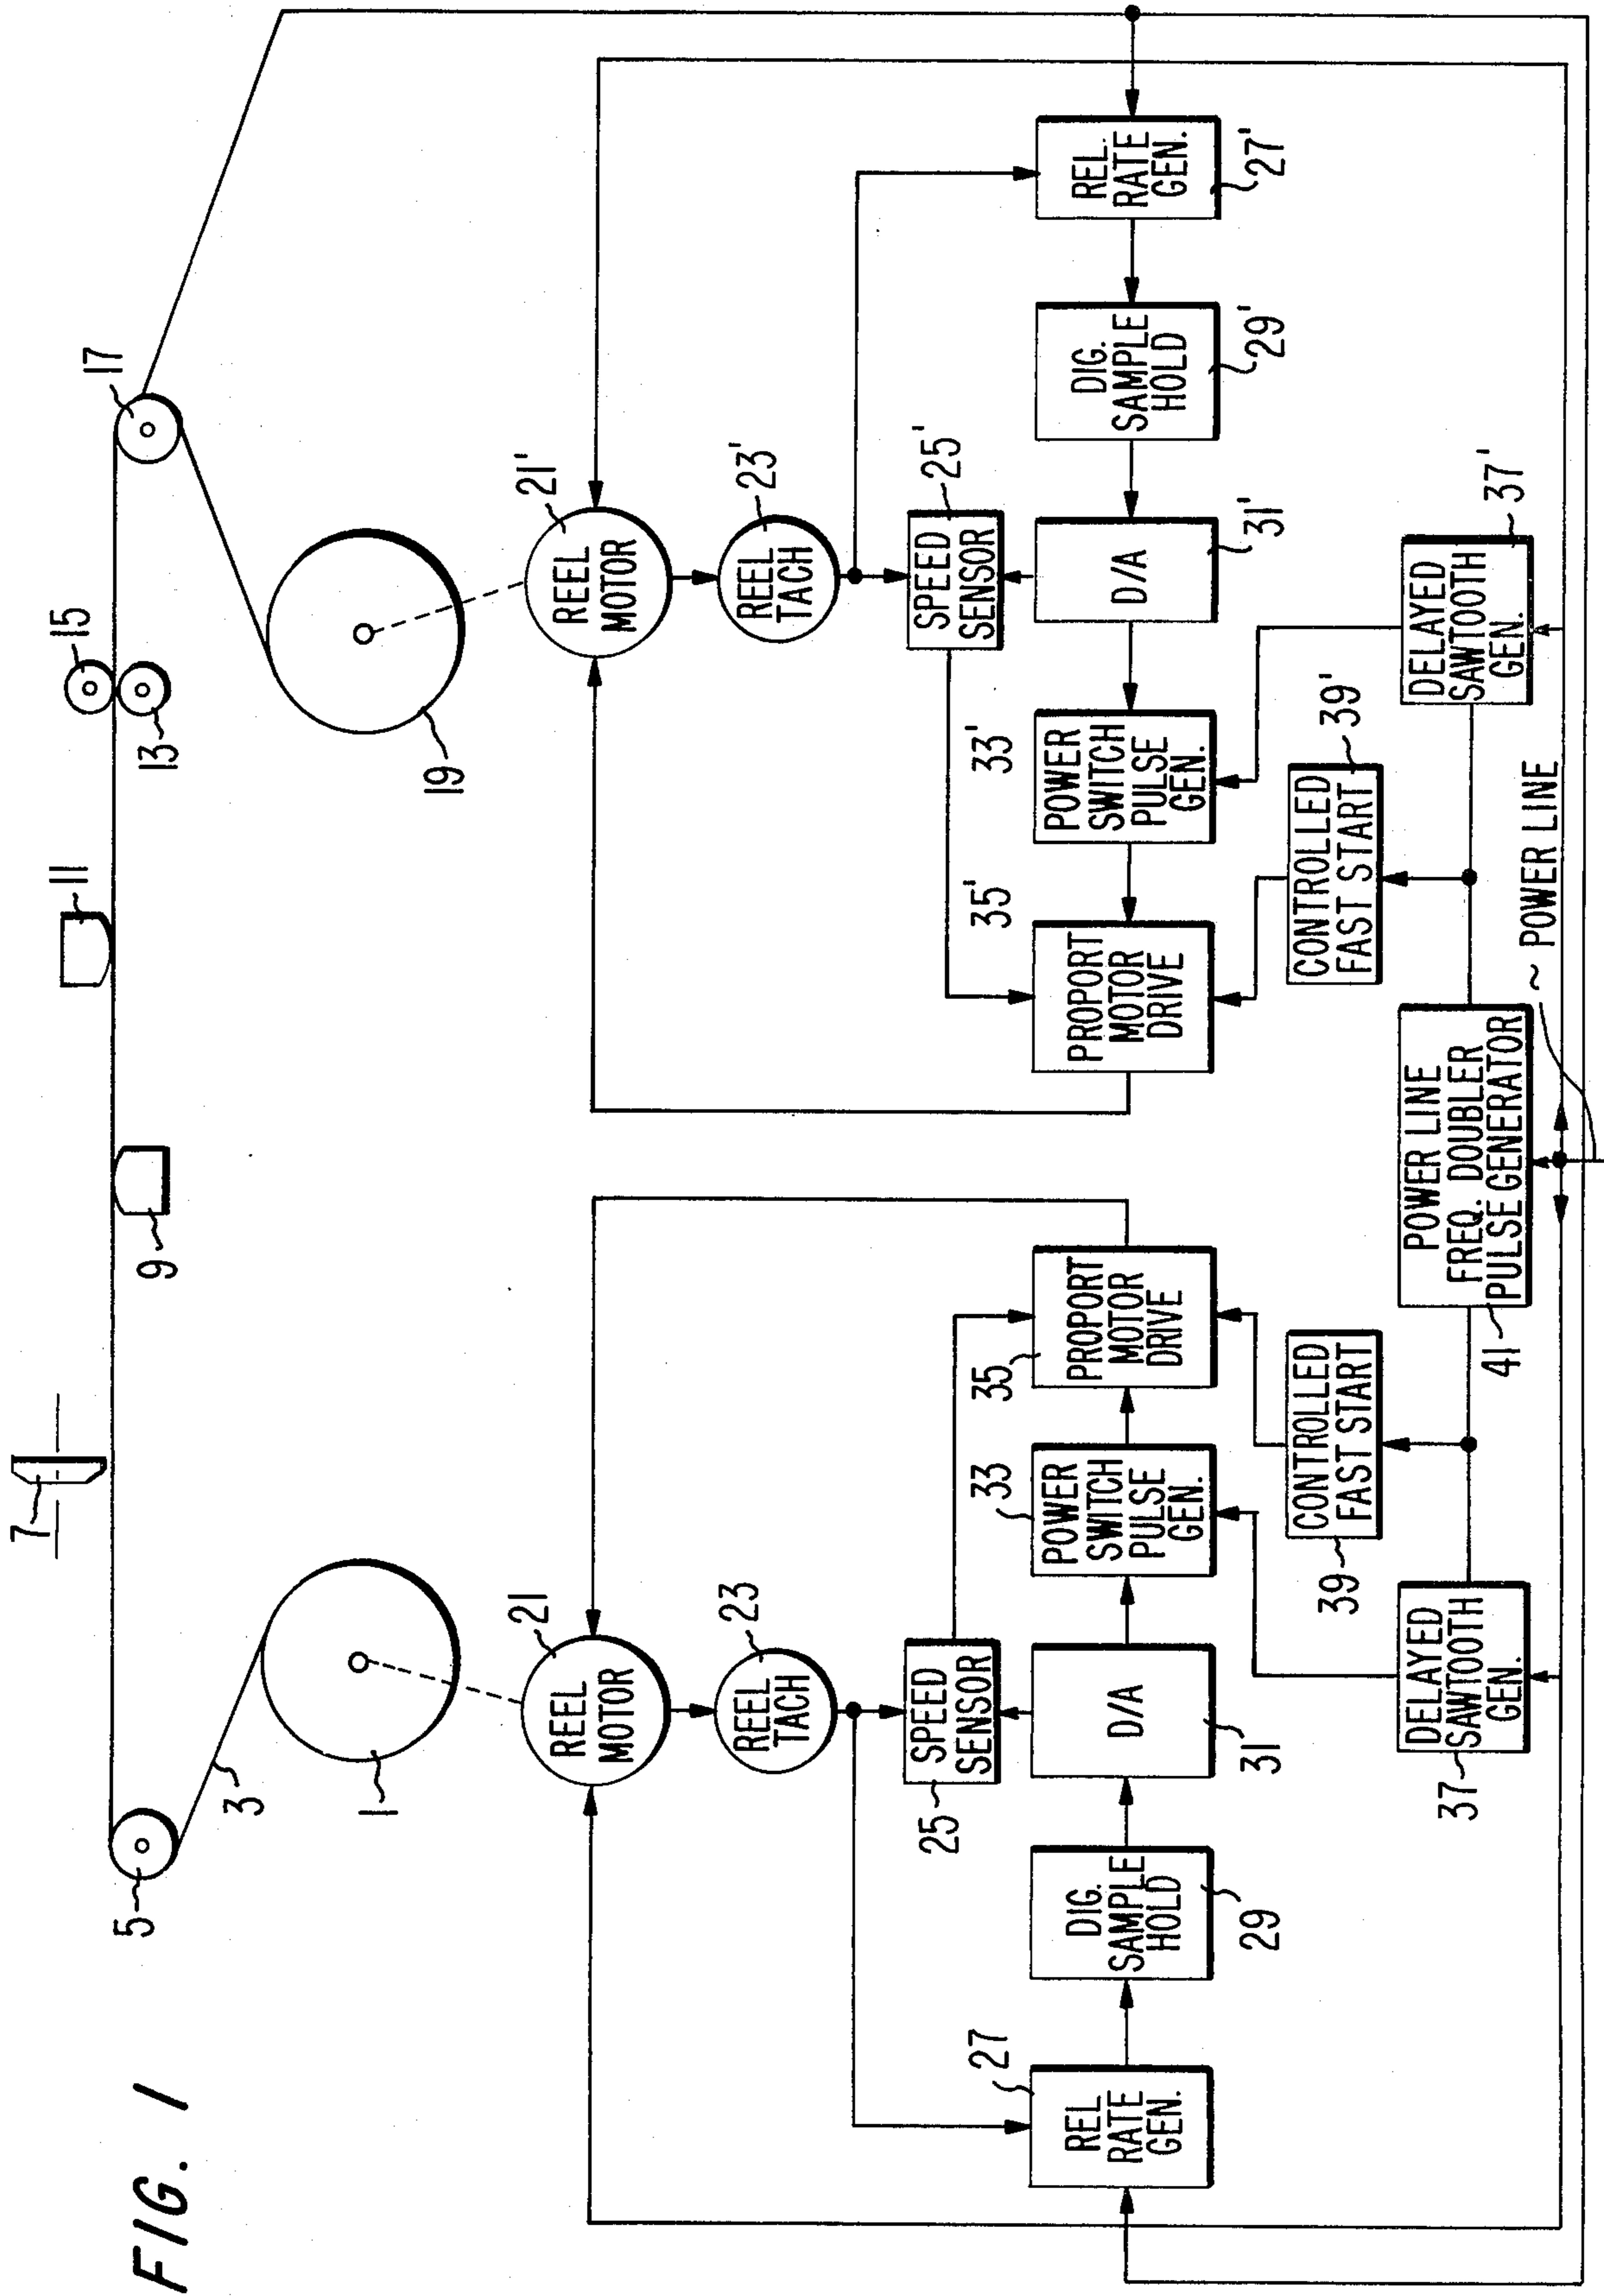 FIG. 1
5
3
1
7
9
11
15
13
17
19
21
REEL
MOTOR
23
REEL
TACH
25
SPEED
SENSOR
27
REL
RATE
GEN.
29
DIG.
SAMPLE
HOLD
31
D/A
33
POWER
SWITCH
PULSE
GEN.
35
PROPORT
MOTOR
DRIVE
37
DELAYED
SAWTOOTH
GEN.
39
CONTROLLED
FAST START
41
POWER LINE
FREQ. DOUBLER
PULSE GENERATOR
~ POWER LINE
21'
REEL
MOTOR
23'
REEL
TACH
25'
SPEED
SENSOR
35'
PROPORT
MOTOR
DRIVE
33'
POWER
SWITCH
PULSE
GEN.
31'
D/A
29'
DIG.
SAMPLE
HOLD
27'
REL.
RATE
GEN.
39'
CONTROLLED
FAST START
37'
DELAYED
SAWTOOTH
GEN.